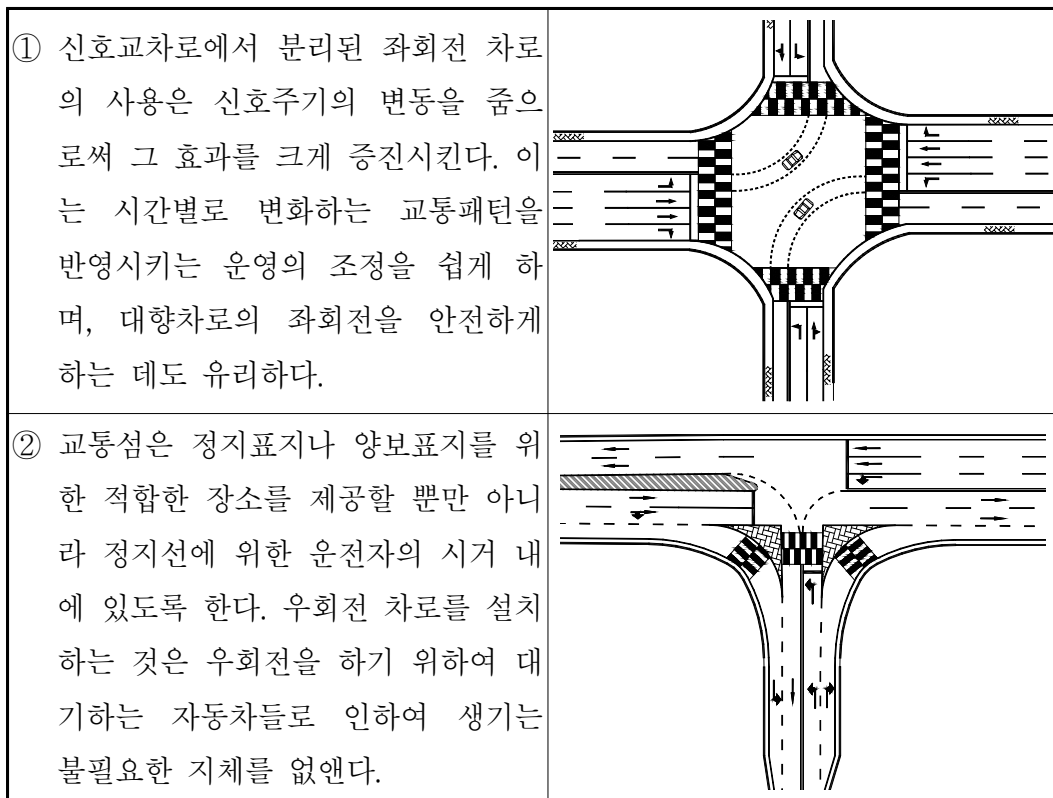 ① 신호교차로에서 분리된 좌회전 차로
의 사용은 신호주기의 변동을 줌으
로써 그 효과를 크게 증진시킨다. 이
는 시간별로 변화하는 교통패턴을
반영시키는 운영의 조정을 쉽게 하
며, 대향차로의 좌회전을 안전하게
하는 데도 유리하다.
② 교통섬은 정지표지나 양보표지를 위
한 적합한 장소를 제공할 뿐만 아니
라 정지선에 위한 운전자의 시거 내
에 있도록 한다. 우회전 차로를 설치
하는 것은 우회전을 하기 위하여 대
기하는 자동차들로 인하여 생기는
불필요한 지체를 없앤다.